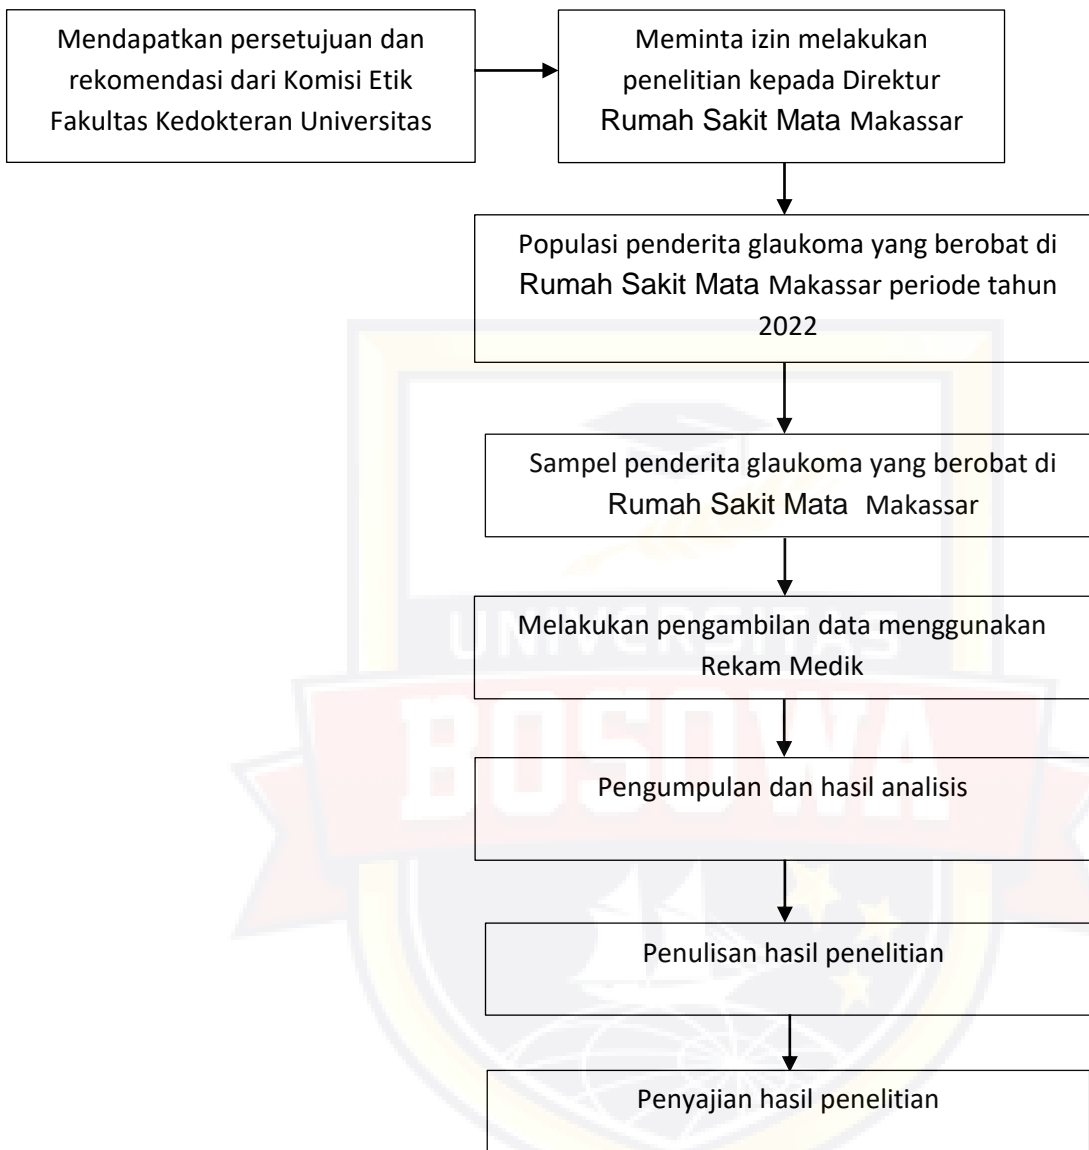 Mendapatkan persetujuan dan
rekomendasi dari Komisi Etik
Fakultas Kedokteran Universitas
Meminta izin melakukan
penelitian kepada Direktur
Rumah Sakit Mata Makassar
Populasi penderita glaukoma yang berobat di
Rumah Sakit Mata Makassar periode tahun
2022
Sampel penderita glaukoma yang berobat di
Rumah Sakit Mata Makassar
Melakukan pengambilan data menggunakan
Rekam Medik
UNIVERSITAS
BOSOWA
Pengumpulan dan hasil analisis
Penulisan hasil penelitian
Penyajian hasil penelitian